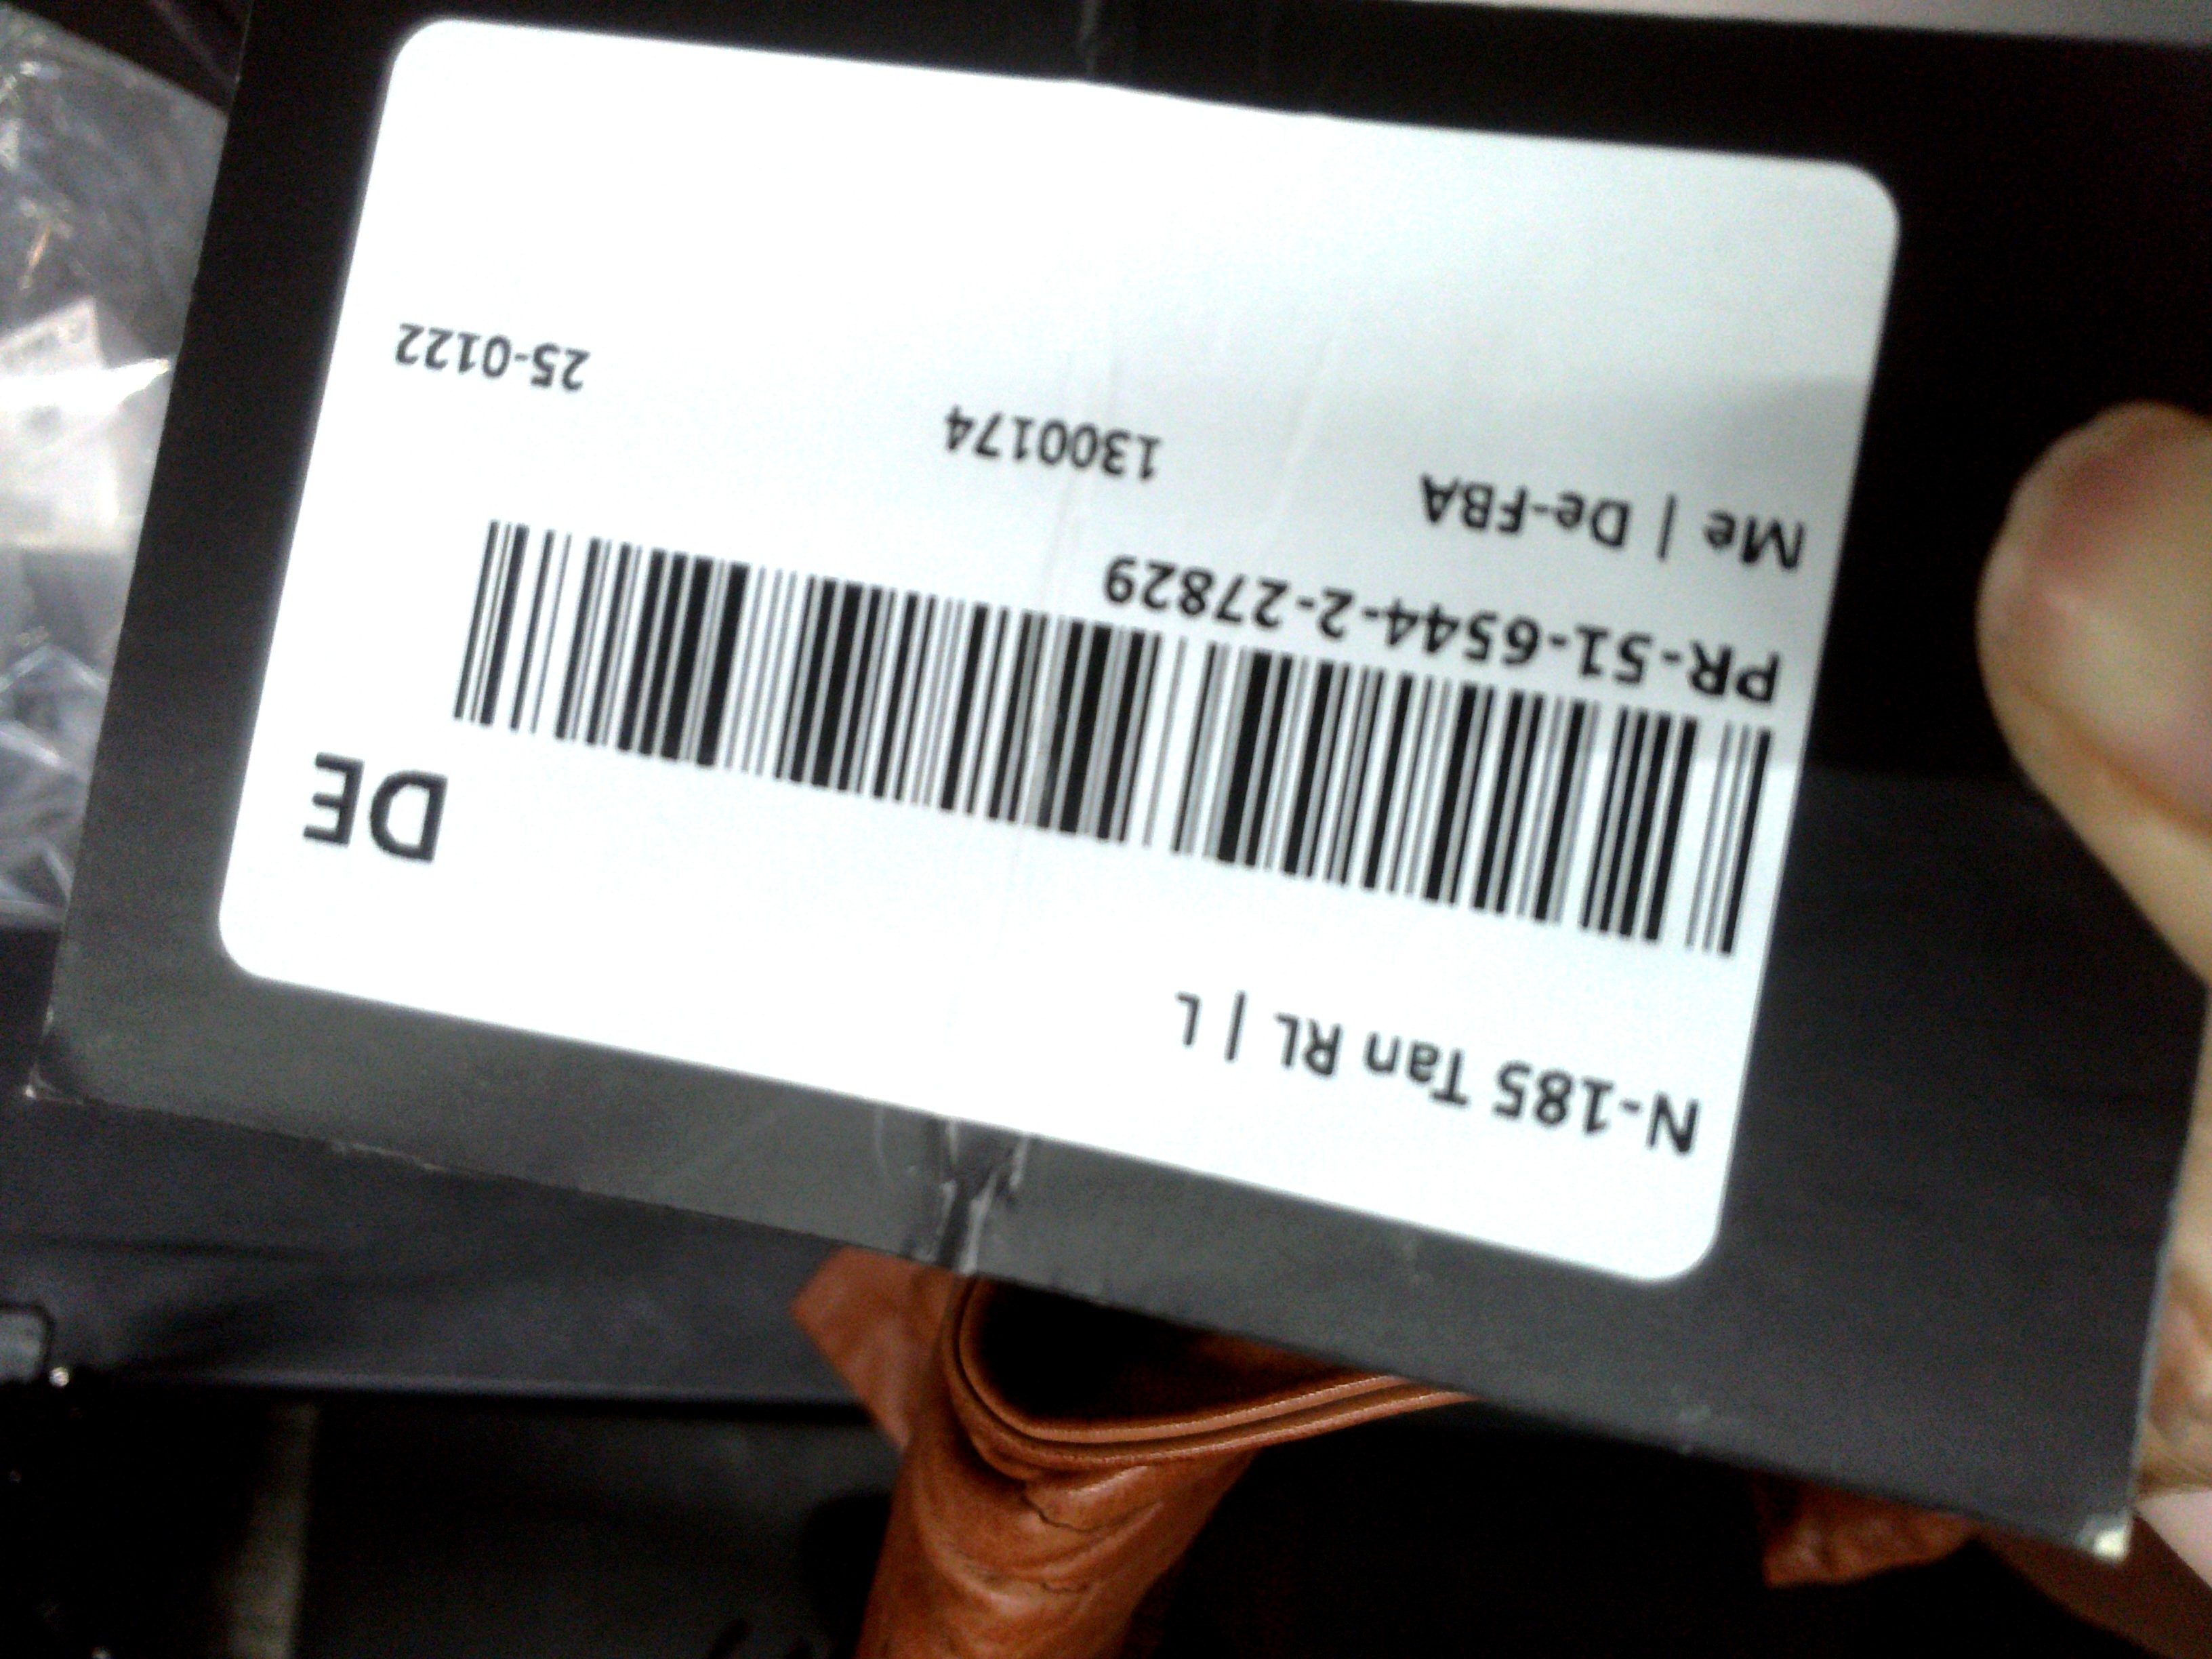 N-185 Tan RL | L
DE
PR-51-6544-2-27829
Me | De-FBA 1300174 25-0122